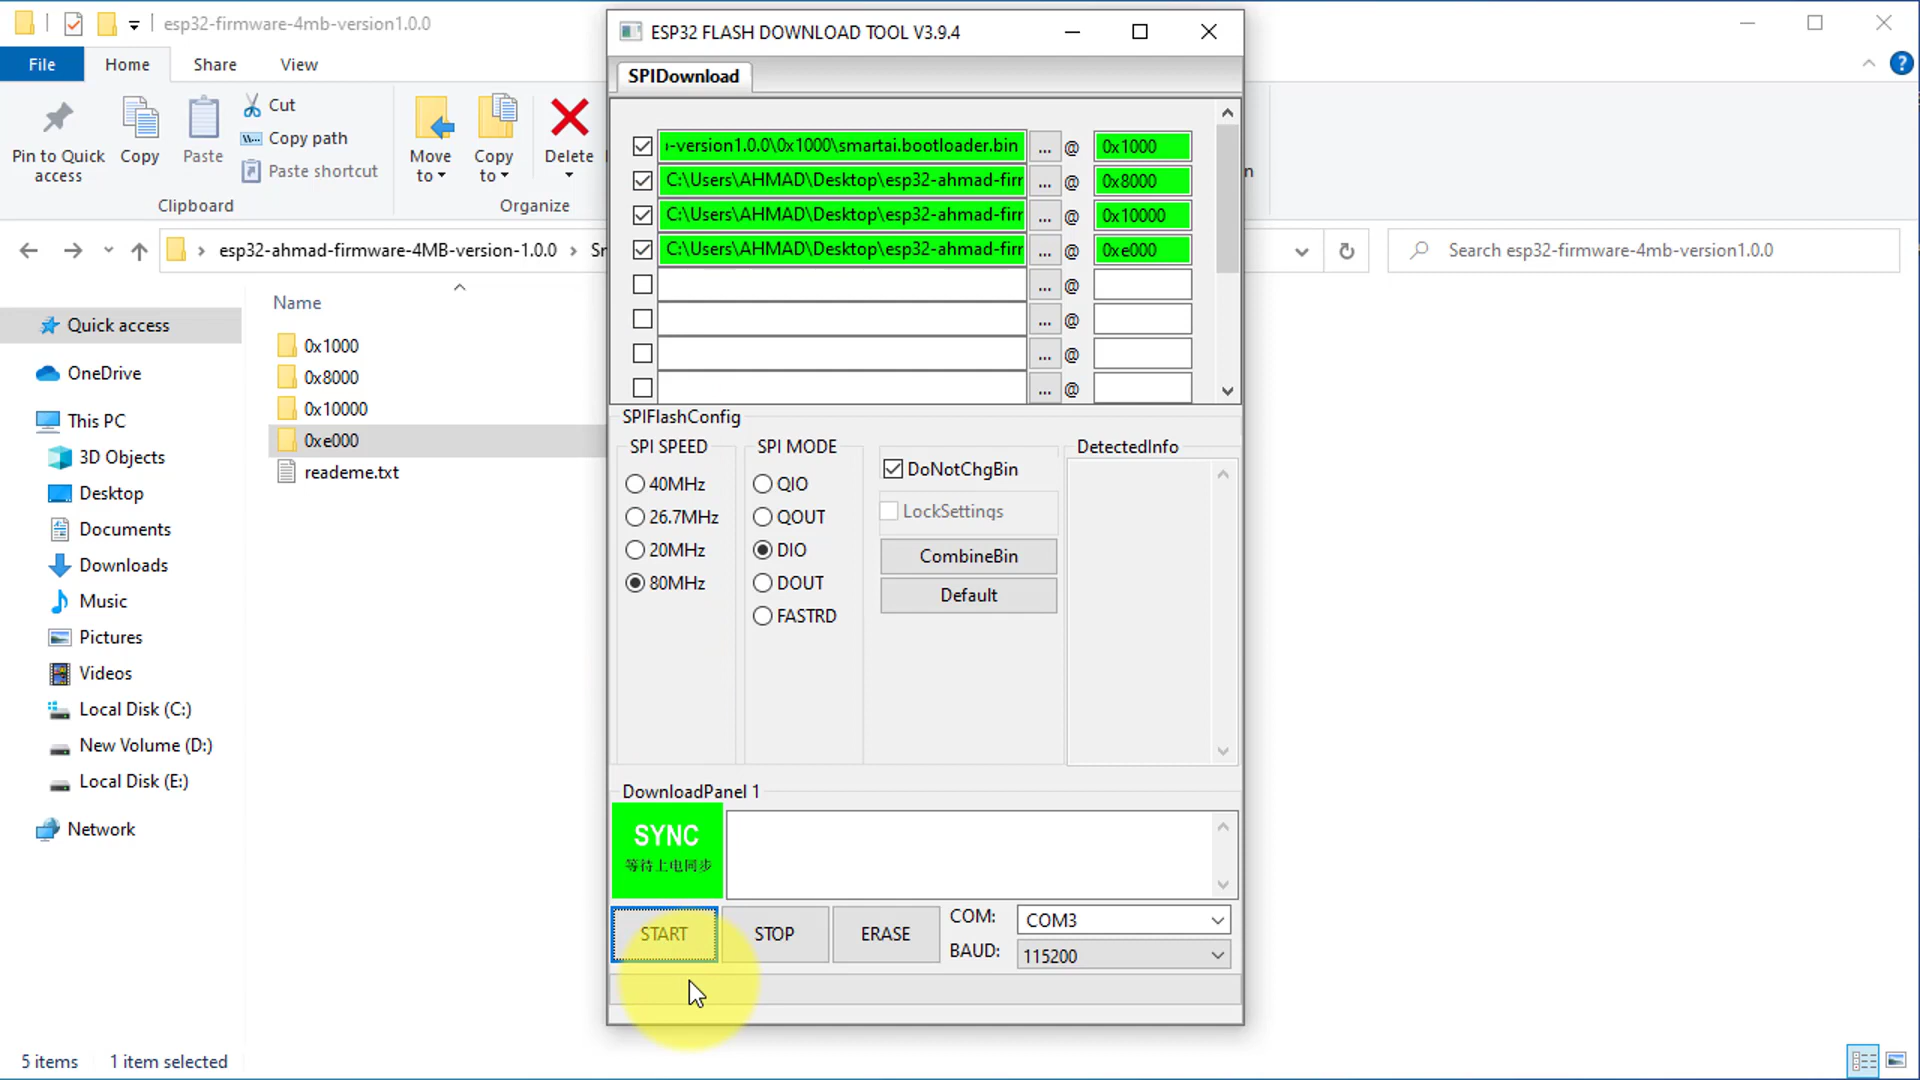 esp32-firmware-4mb-version1.0.0
File
Home
Share
View
Pin to Quick
access
Copy
Paste
Cut
Copy path
Paste shortcut
Move
to
Copy
to
Delete
Clipboard
Organize
esp32-ahmad-firmware-4MB-version-1.0.0
Search esp32-firmware-4mb-version1.0.0
Quick access
OneDrive
This PC
3D Objects
Desktop
Documents
Downloads
Music
Pictures
Videos
Local Disk (C:)
New Volume (D:)
Local Disk (E:)
Network
Name
0x1000
0x8000
0x10000
0xe000
reademe.txt
5 items
1 item selected
ESP32 FLASH DOWNLOAD TOOL V3.9.4
SPIDownload
-version1.0.0\0x1000\smartai.bootloader.bin ... @ 0x1000
C:\Users\AHMAD\Desktop\esp32-ahmad-firr ... @ 0x8000
C:\Users\AHMAD\Desktop\esp32-ahmad-firr ... @ 0x10000
C:\Users\AHMAD\Desktop\esp32-ahmad-firr ... @ 0xe000
... @
... @
... @
... @
SPIFlashConfig
SPI SPEED
40MHz
26.7MHz
20MHz
80MHz
SPI MODE
QIO
QOUT
DIO
DOUT
FASTRD
DoNotChgBin
LockSettings
CombineBin
Default
DetectedInfo
DownloadPanel 1
SYNC
等待上电同步
START
STOP
ERASE
COM: COM3
BAUD: 115200